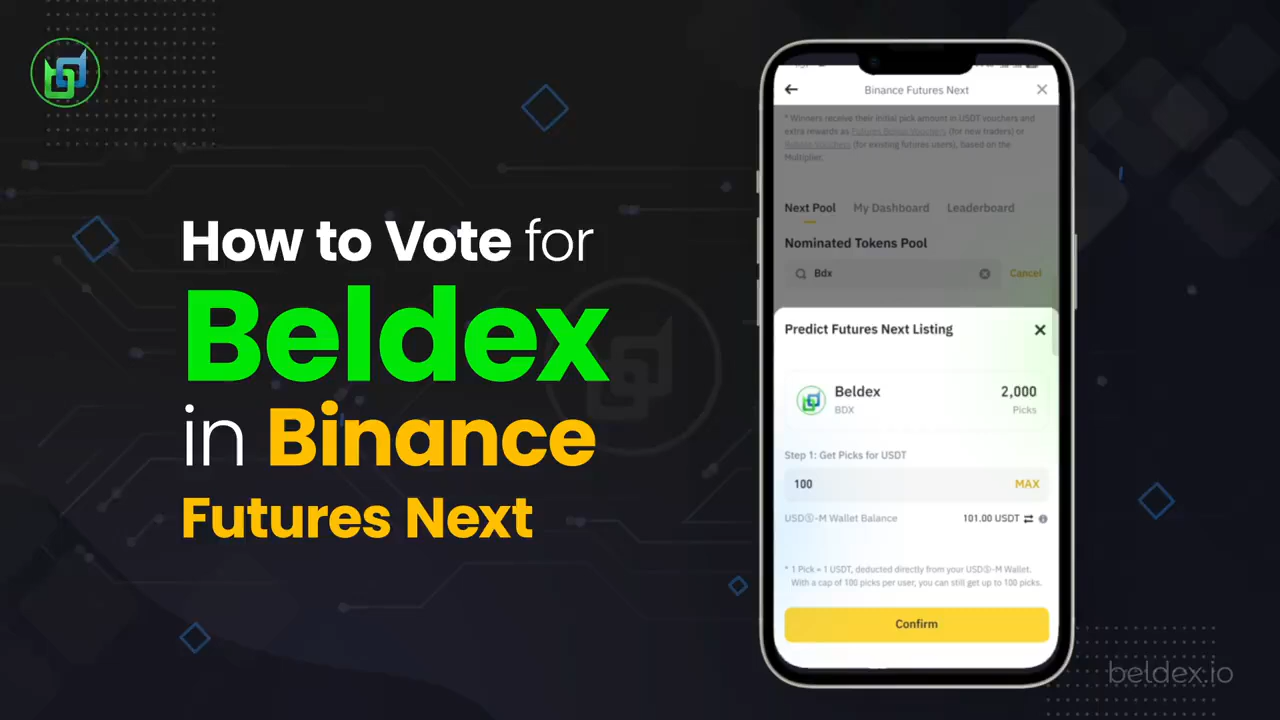 How to Vote for
Beldex
in Binance
Futures Next
Binance Futures Next
* Winners receive their initial pick amount in USDT vouchers and
extra rewards as Futures Bonus Vouchers (for new traders) or
Rebate Vouchers (for existing futures users), based on the
Multiplier.
Next Pool My Dashboard Leaderboard
Nominated Tokens Pool
Bdx Cancel
Predict Futures Next Listing
Beldex 2,000
BDX Picks
Step 1: Get Picks for USDT
100 MAX
USDⓈ-M Wallet Balance 101.00 USDT
* 1 Pick = 1 USDT, deducted directly from your USDⓈ-M Wallet.
With a cap of 100 picks per user, you can still get up to 100 picks.
Confirm
beldex.io